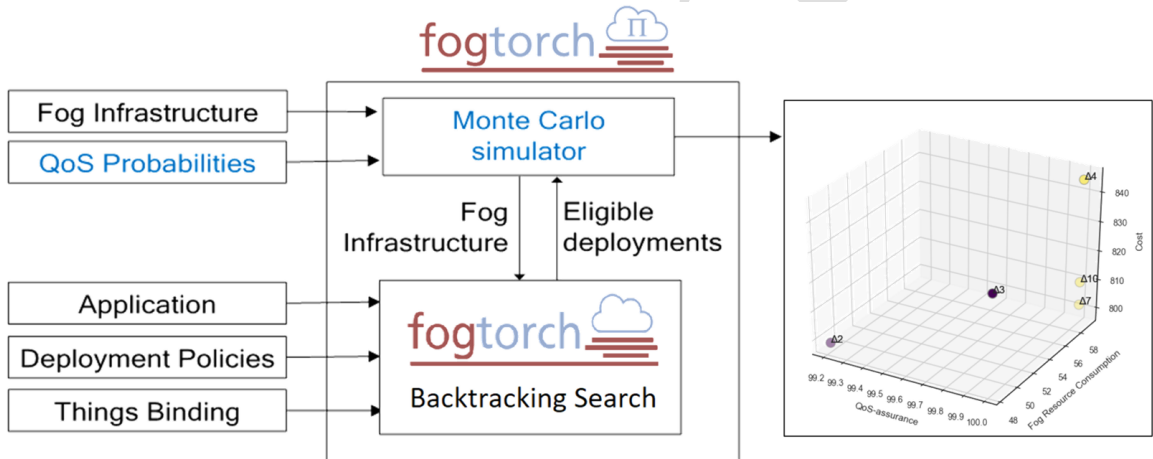 fogtorch Π
Fog Infrastructure
QoS Probabilities
Monte Carlo
simulator
Fog
Infrastructure
Eligible
deployments
Application
Deployment Policies
Things Binding
fogtorch
Backtracking Search
Δ4
Δ10
Δ7
Δ3
Δ2
840
830
820
810
800
Cost
99.2 99.3 99.4 99.5 99.6 99.7 99.8 99.9 100.0
QoS-assurance
48 50 52 54 56 58
Fog Resource Consumption